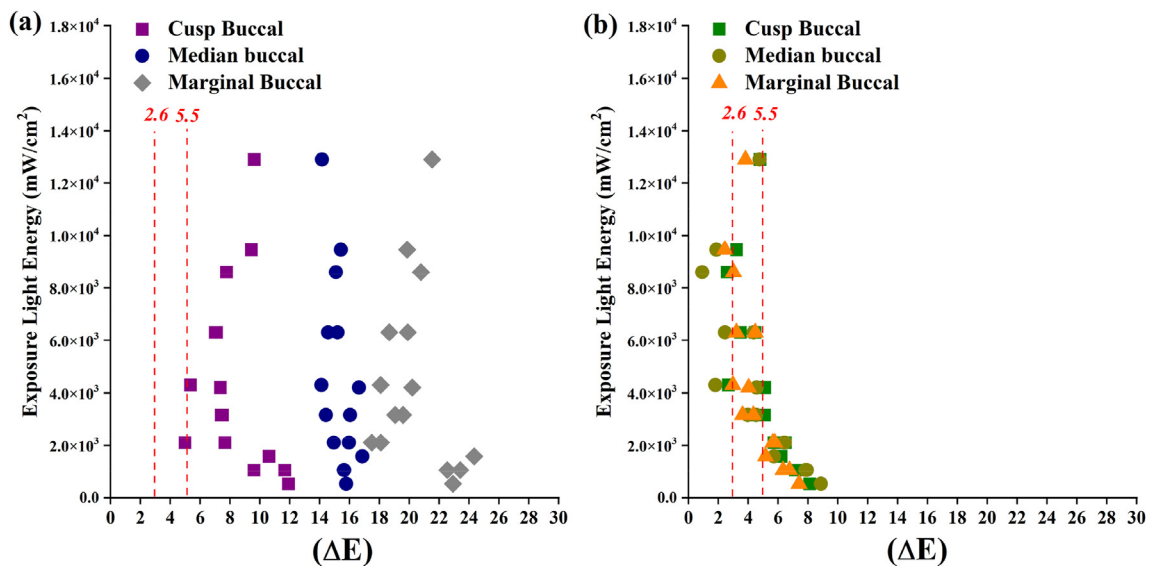 (a)
Cusp Buccal
Median buccal
Marginal Buccal
2.6
5.5
Exposure Light Energy (mW/cm²)
1.8×10⁴
1.6×10⁴
1.4×10⁴
1.2×10⁴
1.0×10⁴
8.0×10³
6.0×10³
4.0×10³
2.0×10³
0.0
0 2 4 6 8 10 12 14 16 18 20 22 24 26 28 30
(ΔE)
(b)
Cusp Buccal
Median buccal
Marginal Buccal
2.6
5.5
Exposure Light Energy (mW/cm²)
1.8×10⁴
1.6×10⁴
1.4×10⁴
1.2×10⁴
1.0×10⁴
8.0×10³
6.0×10³
4.0×10³
2.0×10³
0.0
0 2 4 6 8 10 12 14 16 18 20 22 24 26 28 30
(ΔE)